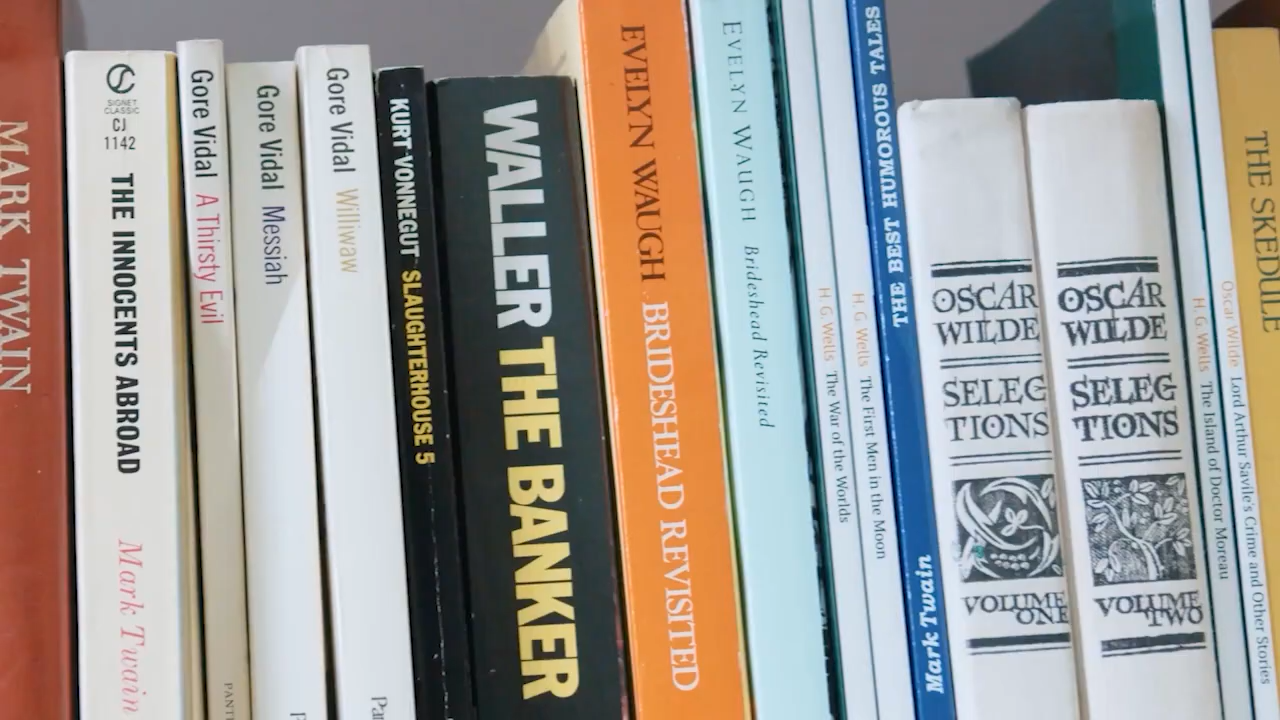 MARK TWAIN
SIGNET
CLASSIC
CJ
1142
THE INNOCENTS ABROAD
Mark Twain
Gore Vidal A Thirsty Evil
Gore Vidal Messiah
Gore Vidal Williwaw
KURT VONNEGUT SLAUGHTERHOUSE 5
WALLER THE BANKER
EVELYN WAUGH BRIDESHEAD REVISITED
EVELYN WAUGH Brideshead Revisited
H. G. Wells The War of the Worlds
H. G. Wells The First Men in the Moon
THE BEST HUMOROUS TALES
Mark Twain
OSCAR
WILDE
SELEC
TIONS
VOLUME
ONE
OSCAR
WILDE
SELEC
TIONS
VOLUME
TWO
H. G. Wells The Island of Doctor Moreau
Oscar Wilde Lord Arthur Savile's Crime and Other Stories
THE SKEDULE